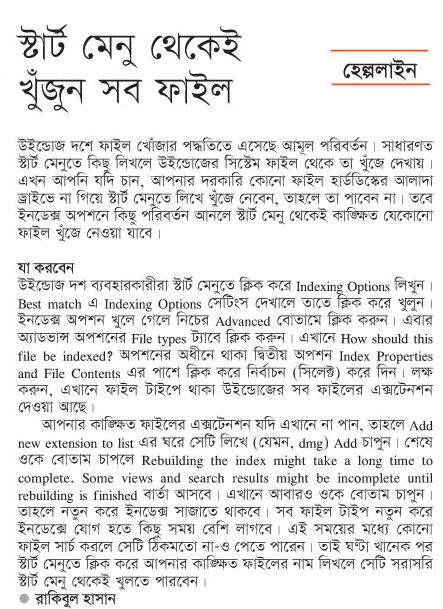 স্টার্ট মেনু থেকেই
খুঁজুন সব ফাইল
হেল্পলাইন
উইন্ডোজ দশে ফাইল খোঁজার পদ্ধতিতে এসেছে আমূল পরিবর্তন। সাধারণত
স্টার্ট মেনুতে কিছু লিখলে উইন্ডোজের সিস্টেম ফাইল থেকে তা খুঁজে দেখায়।
এখন আপনি যদি চান, আপনার দরকারি কোনো ফাইল হার্ডডিস্কের আলাদা
ড্রাইভে না গিয়ে স্টার্ট মেনুতে লিখে খুঁজে নেবেন, তাহলে তা পাবেন না। তবে
ইনডেক্স অপশনে কিছু পরিবর্তন আনলে স্টার্ট মেনু থেকেই কাঙ্ক্ষিত যেকোনো
ফাইল খুঁজে নেওয়া যাবে।
যা করবেন
উইন্ডোজ দশ ব্যবহারকারীরা স্টার্ট মেনুতে ক্লিক করে Indexing Options লিখুন।
Best match এ Indexing Options সেটিংস দেখালে তাতে ক্লিক করে খুলুন।
ইনডেক্স অপশন খুলে গেলে নিচের Advanced বোতামে ক্লিক করুন। এবার
অ্যাডভান্স অপশনের File types ট্যাবে ক্লিক করুন। এখানে How should this
file be indexed? অপশনের অধীনে থাকা দ্বিতীয় অপশন Index Properties
and File Contents এর পাশে ক্লিক করে নির্বাচন (সিলেক্ট) করে দিন। লক্ষ
করুন, এখানে ফাইল টাইপে থাকা উইন্ডোজের সব ফাইলের এক্সটেনশন
দেওয়া আছে।
আপনার কাঙ্ক্ষিত ফাইলের এক্সটেনশন যদি এখানে না পান, তাহলে Add
new extension to list এর ঘরে সেটি লিখে (যেমন, dmg) Add চাপুন। শেষে
ওকে বোতাম চাপলে Rebuilding the index might take a long time to
complete. Some views and search results might be incomplete until
rebuilding is finished বার্তা আসবে। এখানে আবারও ওকে বোতাম চাপুন।
তাহলে নতুন করে ইনডেক্স সাজাতে থাকবে। সব ফাইল টাইপ নতুন করে
ইনডেক্সে যোগ হতে কিছু সময় বেশি লাগবে। এই সময়ের মধ্যে কোনো
ফাইল সার্চ করলে সেটি ঠিকমতো না-ও পেতে পারেন। তাই ঘণ্টা খানেক পর
স্টার্ট মেনুতে ক্লিক করে আপনার কাঙ্ক্ষিত ফাইলের নাম লিখলে সেটি সরাসরি
স্টার্ট মেনু থেকেই খুলতে পারবেন।
● রাকিবুল হাসান